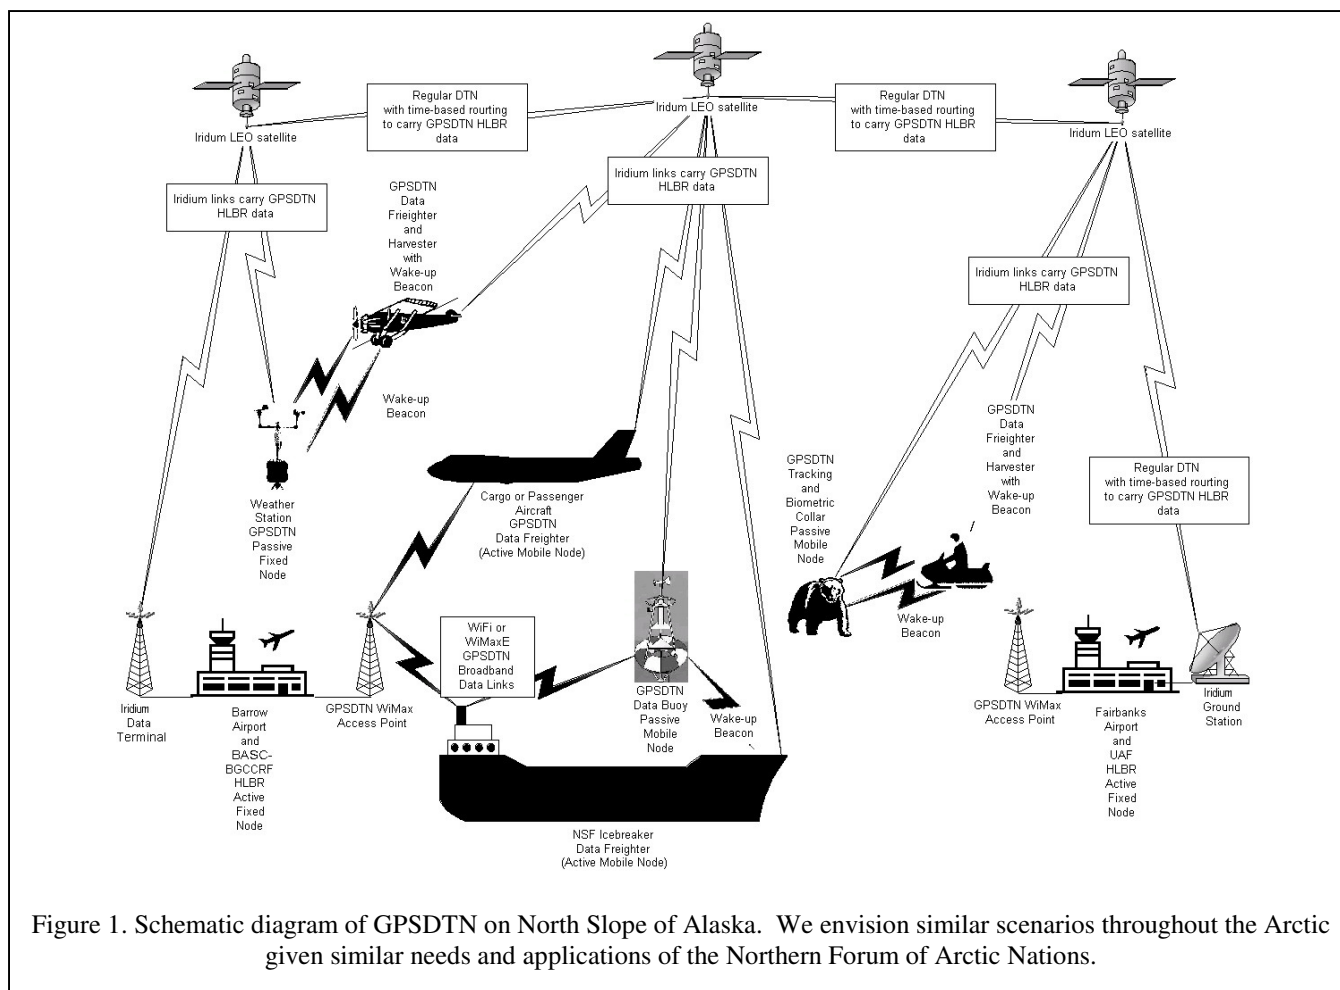 Regular DTN
with time-based rourting
to carry GPSDTN HLBR
data
Regular DTN
with time-based rourting
to carry GPSDTN HLBR
data
Iridum LEO satellite
Iridum LEO satellite
Iridum LEO satellite
Iridium links carry GPSDTN
HLBR data
Iridium links carry GPSDTN
HLBR data
Iridium links carry GPSDTN
HLBR data
GPSDTN
Data
Frieighter
and
Harvester
with
Wake-up
Beacon
Wake-up
Beacon
Weather
Station
GPSDTN
Passive
Fixed
Node
Cargo or Passenger
Aircraft
GPSDTN
Data Freighter
(Active Mobile Node)
GPSDTN
Tracking
and
Biometric
Collar
Passive
Mobile
Node
GPSDTN
Data
Frieighter
and
Harvester
with
Wake-up
Beacon
Regular DTN
with time-based rourting
to carry GPSDTN HLBR
data
Wake-up
Beacon
WiFi or
WiMaxE
GPSDTN
Broadband
Data Links
GPSDTN
Data Buoy
Passive
Mobile
Node
Wake-up
Beacon
Iridium
Data
Terminal
Barrow
Airport
and
BASC-
BGCCRF
HLBR
Active
Fixed
Node
GPSDTN WiMax
Access Point
NSF Icebreaker
Data Freighter
(Active Mobile Node)
GPSDTN WiMax
Access Point
Fairbanks
Airport
and
UAF
HLBR
Active
Fixed
Node
Iridium
Ground
Station
Figure 1. Schematic diagram of GPSDTN on North Slope of Alaska.  We envision similar scenarios throughout the Arctic
given similar needs and applications of the Northern Forum of Arctic Nations.